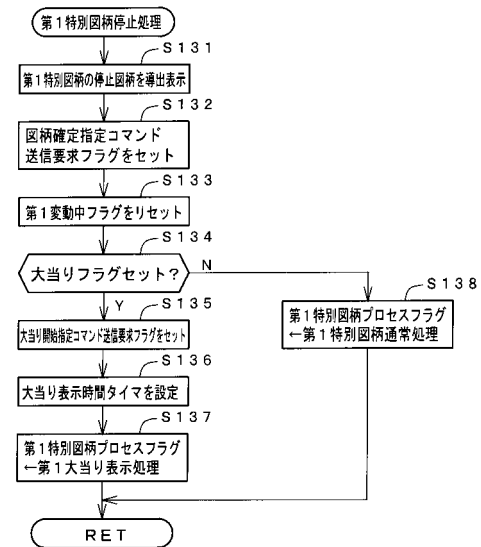 第１特別図柄停止処理
Ｓ１３１
第１特別図柄の停止図柄を導出表示
Ｓ１３２
図柄確定指定コマンド
送信要求フラグをセット
Ｓ１３３
第１変動中フラグをリセット
Ｓ１３４
大当りフラグセット？
Ｎ
Ｙ
Ｓ１３５
大当り開始指定コマンド送信要求フラグをセット
Ｓ１３６
大当り表示時間タイマを設定
Ｓ１３７
第１特別図柄プロセスフラグ
←第１大当り表示処理
Ｓ１３８
第１特別図柄プロセスフラグ
←第１特別図柄通常処理
ＲＥＴ